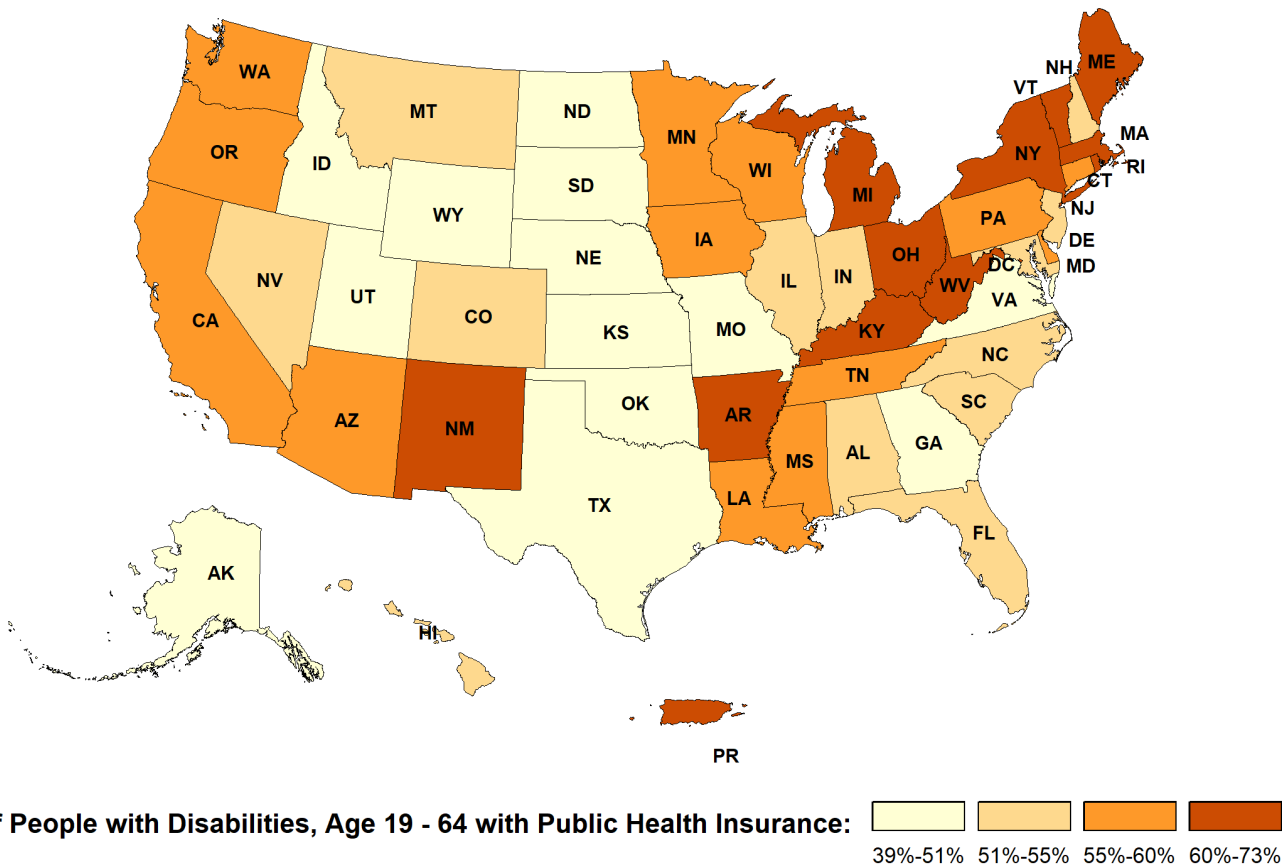 WA
MT
ND
MN
ME
NH
VT
MA
RI
CT
NY
OR
ID
SD
WI
MI
WY
IA
PA
NJ
DE
MD
DC
NE
NV
UT
CO
IL
IN
OH
WV
VA
CA
KS
MO
KY
NC
TN
SC
AZ
NM
OK
AR
MS
AL
GA
TX
LA
FL
AK
HI
PR
People with Disabilities, Age 19 - 64 with Public Health Insurance:
39%-51% 51%-55% 55%-60% 60%-73%